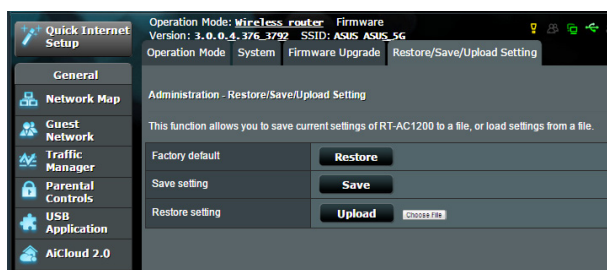 Operation Mode: Wireless router Firmware
Version: 3.0.0.4.376_3792 SSID: ASUS ASUS_5G
Quick Internet
Setup
Operation Mode System Firmware Upgrade Restore/Save/Upload Setting
General
Network Map
Guest
Network
Traffic
Manager
Parental
Controls
USB
Application
AiCloud 2.0
Administration - Restore/Save/Upload Setting
This function allows you to save current settings of RT-AC1200 to a file, or load settings from a file.
Factory default Restore
Save setting Save
Restore setting Upload Choose File